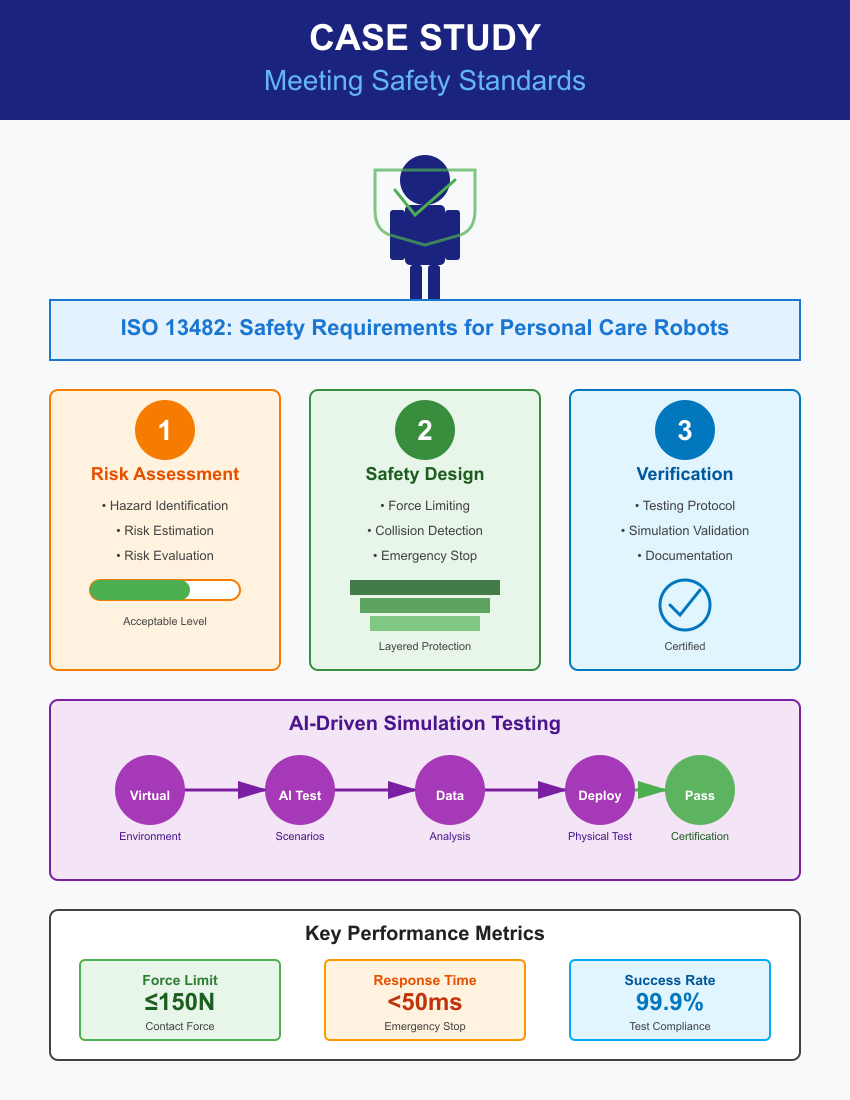 CASE STUDY
Meeting Safety Standards
ISO 13482: Safety Requirements for Personal Care Robots
1
Risk Assessment
• Hazard Identification
• Risk Estimation
• Risk Evaluation
Acceptable Level
2
Safety Design
• Force Limiting
• Collision Detection
• Emergency Stop
Layered Protection
3
Verification
• Testing Protocol
• Simulation Validation
• Documentation
Certified
AI-Driven Simulation Testing
Virtual
Environment
AI Test
Scenarios
Data
Analysis
Deploy
Physical Test
Pass
Certification
Key Performance Metrics
Force Limit
≤150N
Contact Force
Response Time
<50ms
Emergency Stop
Success Rate
99.9%
Test Compliance